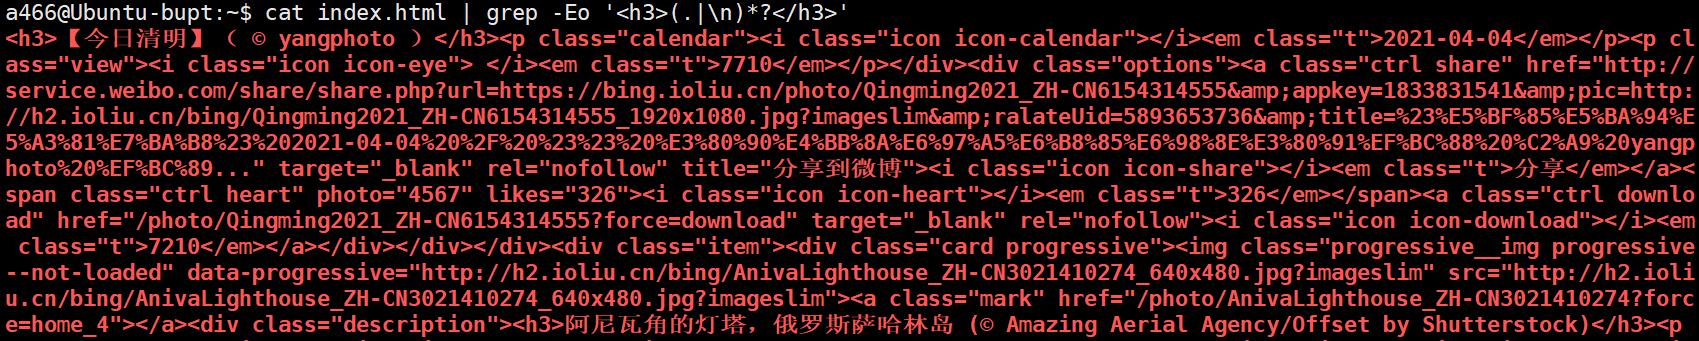 a466@Ubuntu-bupt:~$ cat index.html | grep -Eo '<h3>(.|\n)*?</h3>'
<h3>【今日清明】（ © yangphoto ）</h3><p class="calendar"><i class="icon icon-calendar"></i><em class="t">2021-04-04</em></p><p cl
ass="view"><i class="icon icon-eye"> </i><em class="t">7710</em></p></div><div class="options"><a class="ctrl share" href="http://
service.weibo.com/share/share.php?url=https://bing.ioliu.cn/photo/Qingming2021_ZH-CN6154314555&amp;appkey=1833831541&amp;pic=http:
//h2.ioliu.cn/bing/Qingming2021_ZH-CN6154314555_1920x1080.jpg?imageslim&amp;ralateUid=5893653736&amp;title=%23%E5%BF%85%E5%BA%94%E
5%A3%81%E7%BA%B8%23%202021-04-04%20%2F%20%23%23%20%E3%80%90%E4%BB%8A%E6%97%A5%E6%B8%85%E6%98%8E%E3%80%91%EF%BC%88%20%C2%A9%20yangp
hoto%20%EF%BC%89..." target="_blank" rel="nofollow" title="分享到微博"><i class="icon icon-share"></i><em class="t">分享</em></a><
span class="ctrl heart" photo="4567" likes="326"><i class="icon icon-heart"></i><em class="t">326</em></span><a class="ctrl downlo
ad" href="/photo/Qingming2021_ZH-CN6154314555?force=download" target="_blank" rel="nofollow"><i class="icon icon-download"></i><em
 class="t">7210</em></a></div></div></div><div class="item"><div class="card progressive"><img class="progressive__img progressive
--not-loaded" data-progressive="http://h2.ioliu.cn/bing/AnivaLighthouse_ZH-CN3021410274_640x480.jpg?imageslim" src="http://h2.ioli
u.cn/bing/AnivaLighthouse_ZH-CN3021410274_640x480.jpg?imageslim"><a class="mark" href="/photo/AnivaLighthouse_ZH-CN3021410274?forc
e=home_4"></a><div class="description"><h3>阿尼瓦角的灯塔，俄罗斯萨哈林岛 (© Amazing Aerial Agency/Offset by Shutterstock)</h3><p